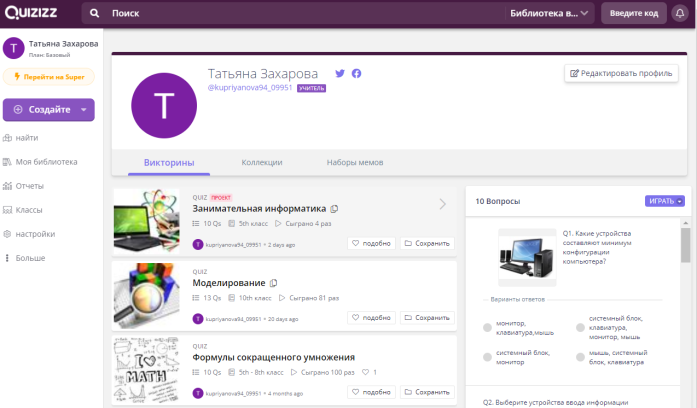 QUIZIZZ
Поиск
Библиотека в...
Введите код
T
Татьяна Захарова
План: Базовый
Перейти на Super
Создайте
найти
Моя библиотека
Отчеты
Классы
настройки
Больше
T
Татьяна Захарова
@kupriyanova94_09951 УЧИТЕЛЬ
Редактировать профиль
Викторины
Коллекции
Наборы мемов
QUIZ ПРОЕКТ
Занимательная информатика
10 Qs 5th класс Сыграно 4 раз
T kupriyanova94_09951 • 2 days ago
подобно
Сохранить
QUIZ
Моделирование
13 Qs 10th класс Сыграно 81 раз
T kupriyanova94_09951 • 20 days ago
подобно
Сохранить
I ♡ MATH
QUIZ
Формулы сокращенного умножения
10 Qs 5th - 8th класс Сыграно 100 раз 1
T kupriyanova94_09951 • 4 months ago
подобно
Сохранить
10 Вопросы
ИГРАТЬ
Q1. Какие устройства
составляют минимум
конфигурации
компьютера?
Варианты ответов
монитор,
клавиатура,мышь
системный блок,
клавиатура,
монитор, мышь
системный блок,
монитор
мышь, системный
блок, клавиатура
Q2. Выберите устройства ввода информации